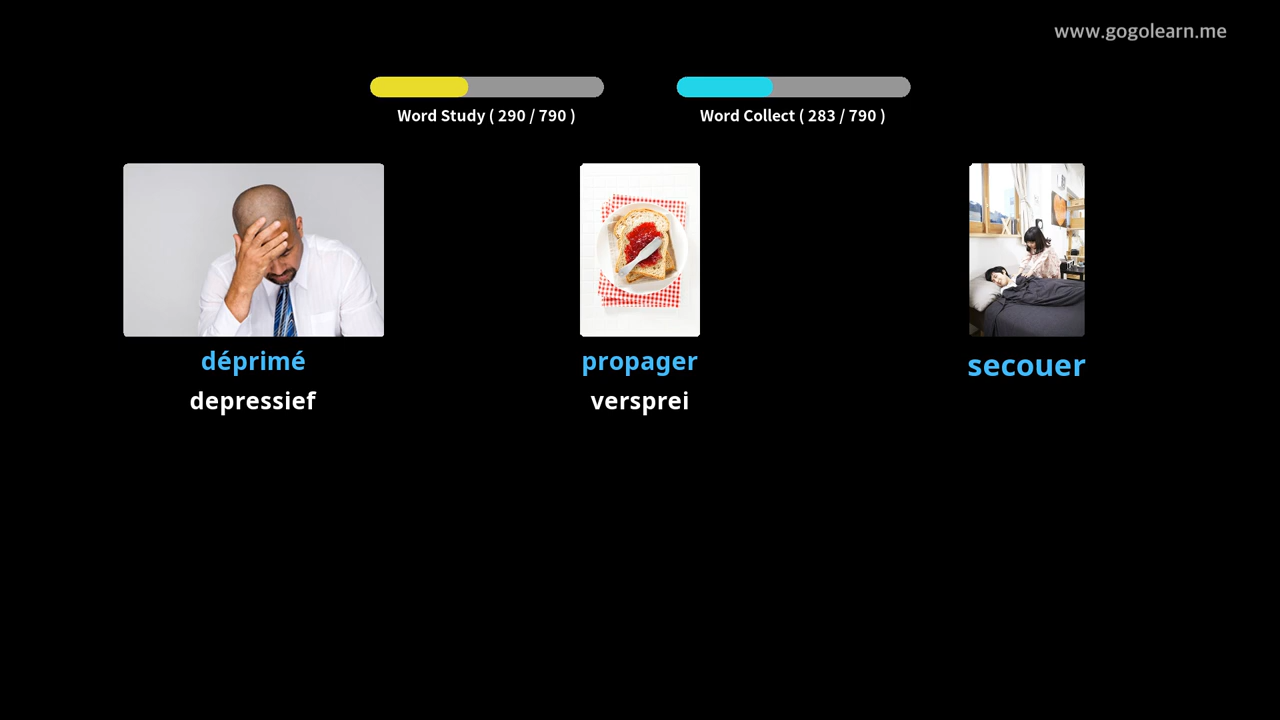 www.gogolearn.me
Word Study ( 290 / 790 )
Word Collect ( 283 / 790 )
déprimé
depressief
propager
versprei
secouer